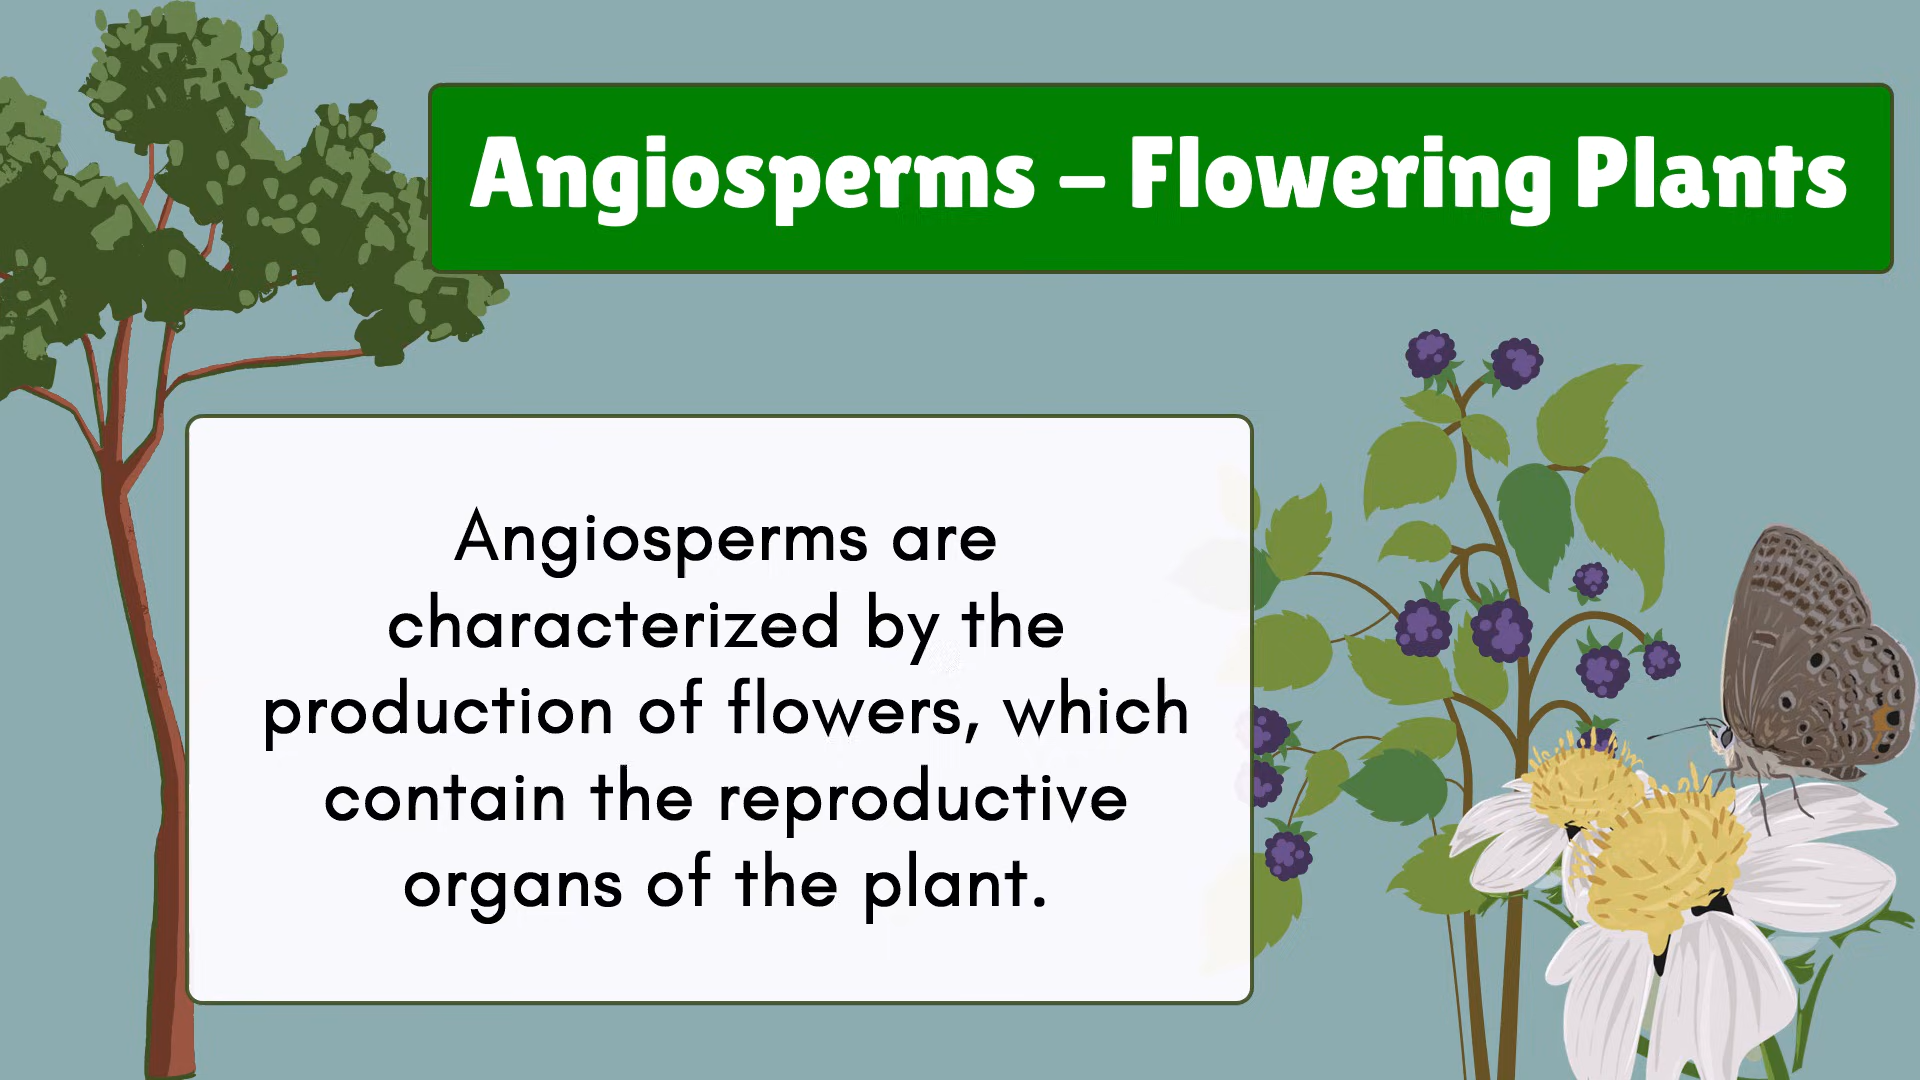 Angiosperms – Flowering Plants
Angiosperms are
characterized by the
production of flowers, which
contain the reproductive
organs of the plant.